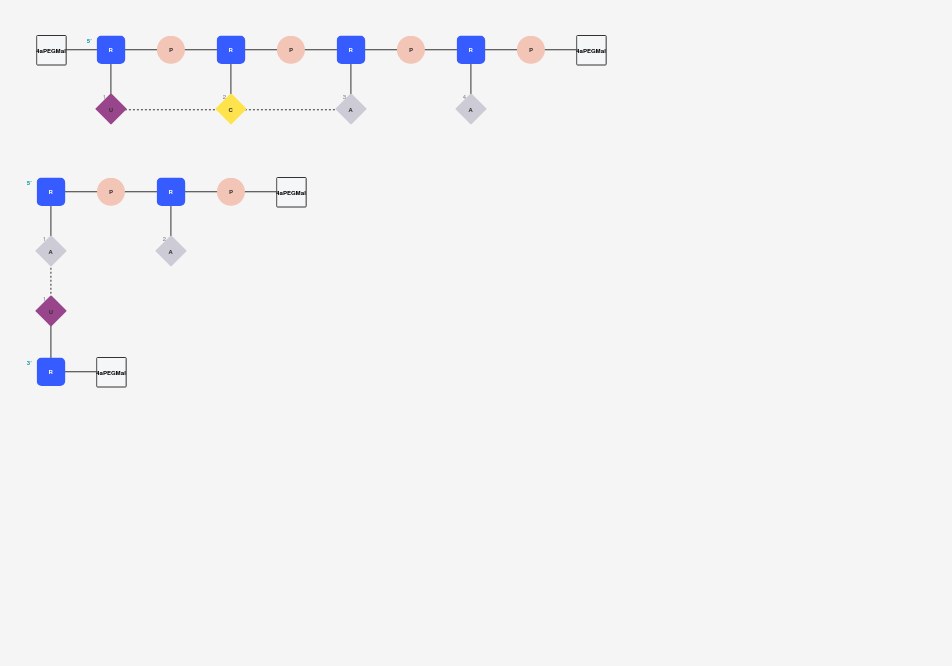 5'
4aPEGMal R P R P R P R P 4aPEGMal
1 2 3 4
U C A A
5'
R P R P 4aPEGMal
1 2
A A
1
U
3'
R 4aPEGMal